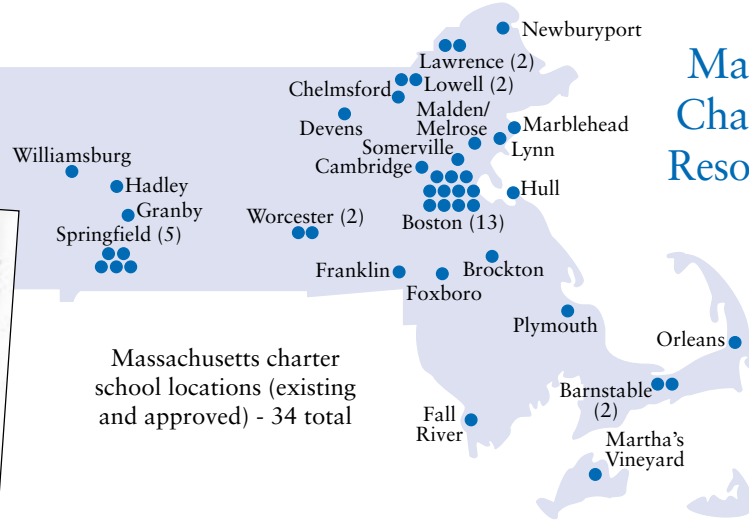 Newburyport
Lawrence (2)
Lowell (2)
Chelmsford
Malden/
Melrose
Devens
Marblehead
Lynn
Somerville
Cambridge
Williamsburg
Hadley
Hull
Granby
Worcester (2)
Boston (13)
Springfield (5)
Franklin
Brockton
Foxboro
Plymouth
Orleans
Massachusetts charter
school locations (existing
and approved) - 34 total
Barnstable
(2)
Fall
River
Martha's
Vineyard
Ma
Cha
Reso